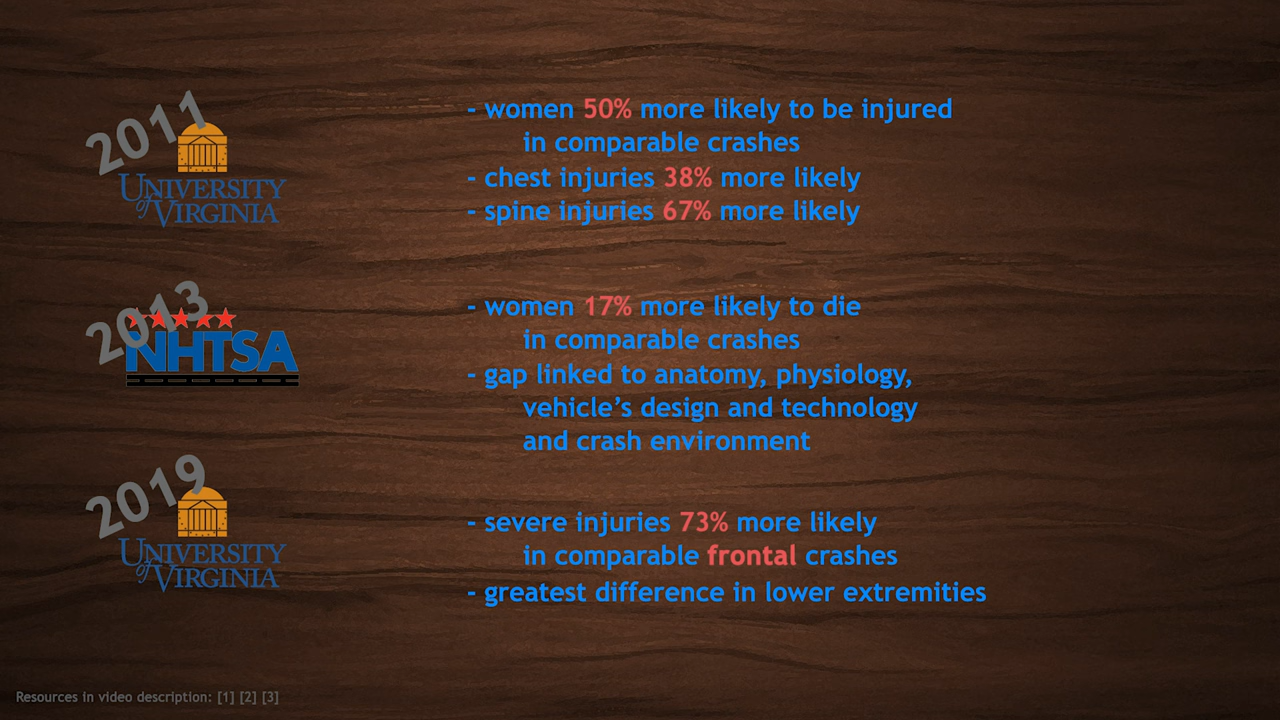 2011
UNIVERSITY
of VIRGINIA
- women 50% more likely to be injured
in comparable crashes
- chest injuries 38% more likely
- spine injuries 67% more likely
2013
NHTSA
- women 17% more likely to die
in comparable crashes
- gap linked to anatomy, physiology,
vehicle’s design and technology
and crash environment
2019
UNIVERSITY
of VIRGINIA
- severe injuries 73% more likely
in comparable frontal crashes
- greatest difference in lower extremities
Resources in video description: [1] [2] [3]